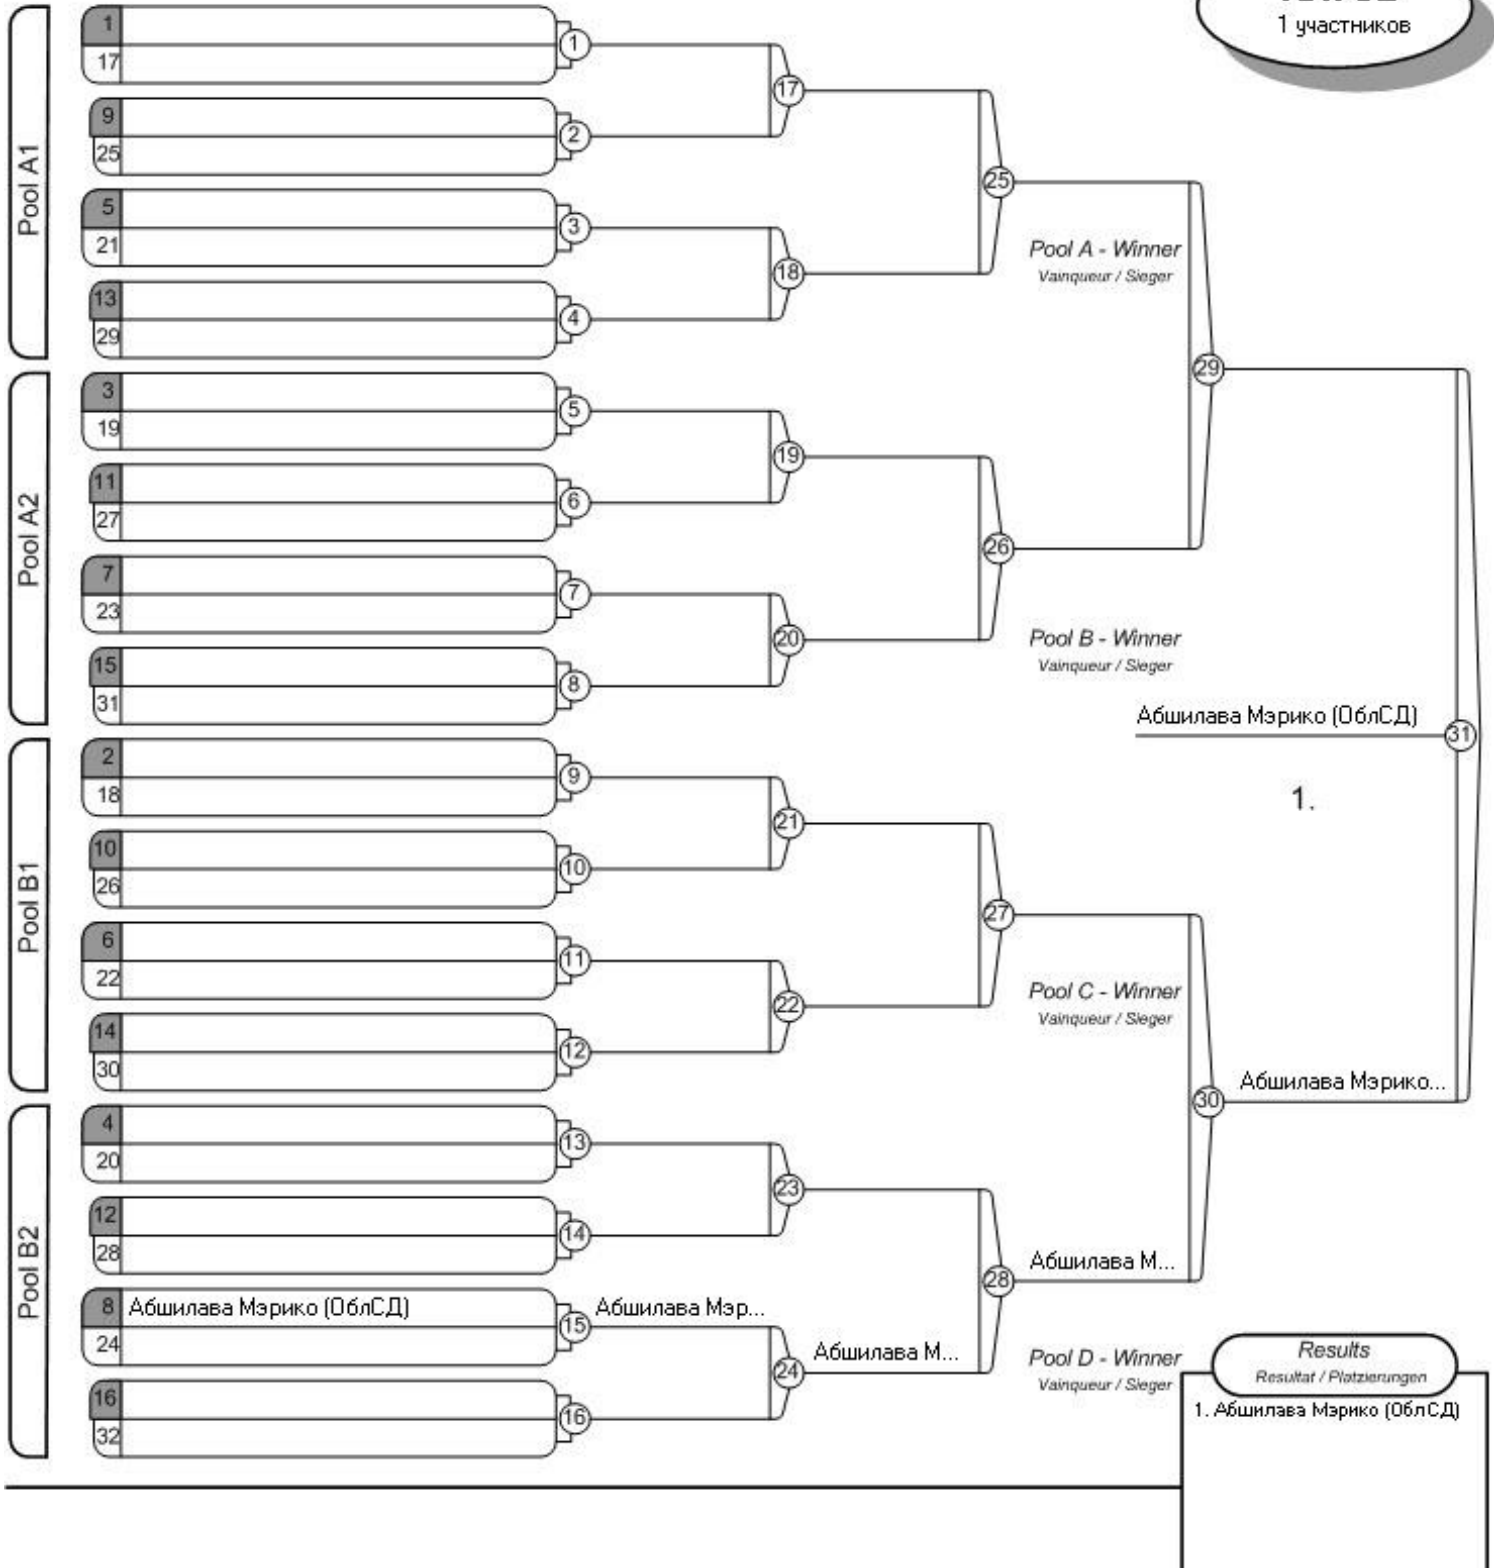 1 участников
Pool A1
1
17
1
9
25
2
17
5
21
3
13
29
4
18
25
Pool A - Winner
Vainqueur / Sieger
Pool A2
3
19
5
11
27
6
19
7
23
7
15
31
8
20
26
29
Pool B - Winner
Vainqueur / Sieger
Абшилава Мэрико (ОблСД)
31
1.
Pool B1
2
18
9
10
26
10
21
6
22
11
14
30
12
22
27
Pool C - Winner
Vainqueur / Sieger
Абшилава Мэрико...
30
Pool B2
4
20
13
12
28
14
23
8 Абшилава Мэрико (ОблСД)
24
15
Абшилава Мэр...
16
32
16
24
Абшилава М...
28
Абшилава М...
Pool D - Winner
Vainqueur / Sieger
Results
Resultat / Platzierungen
1. Абшилава Мэрико (ОблСД)